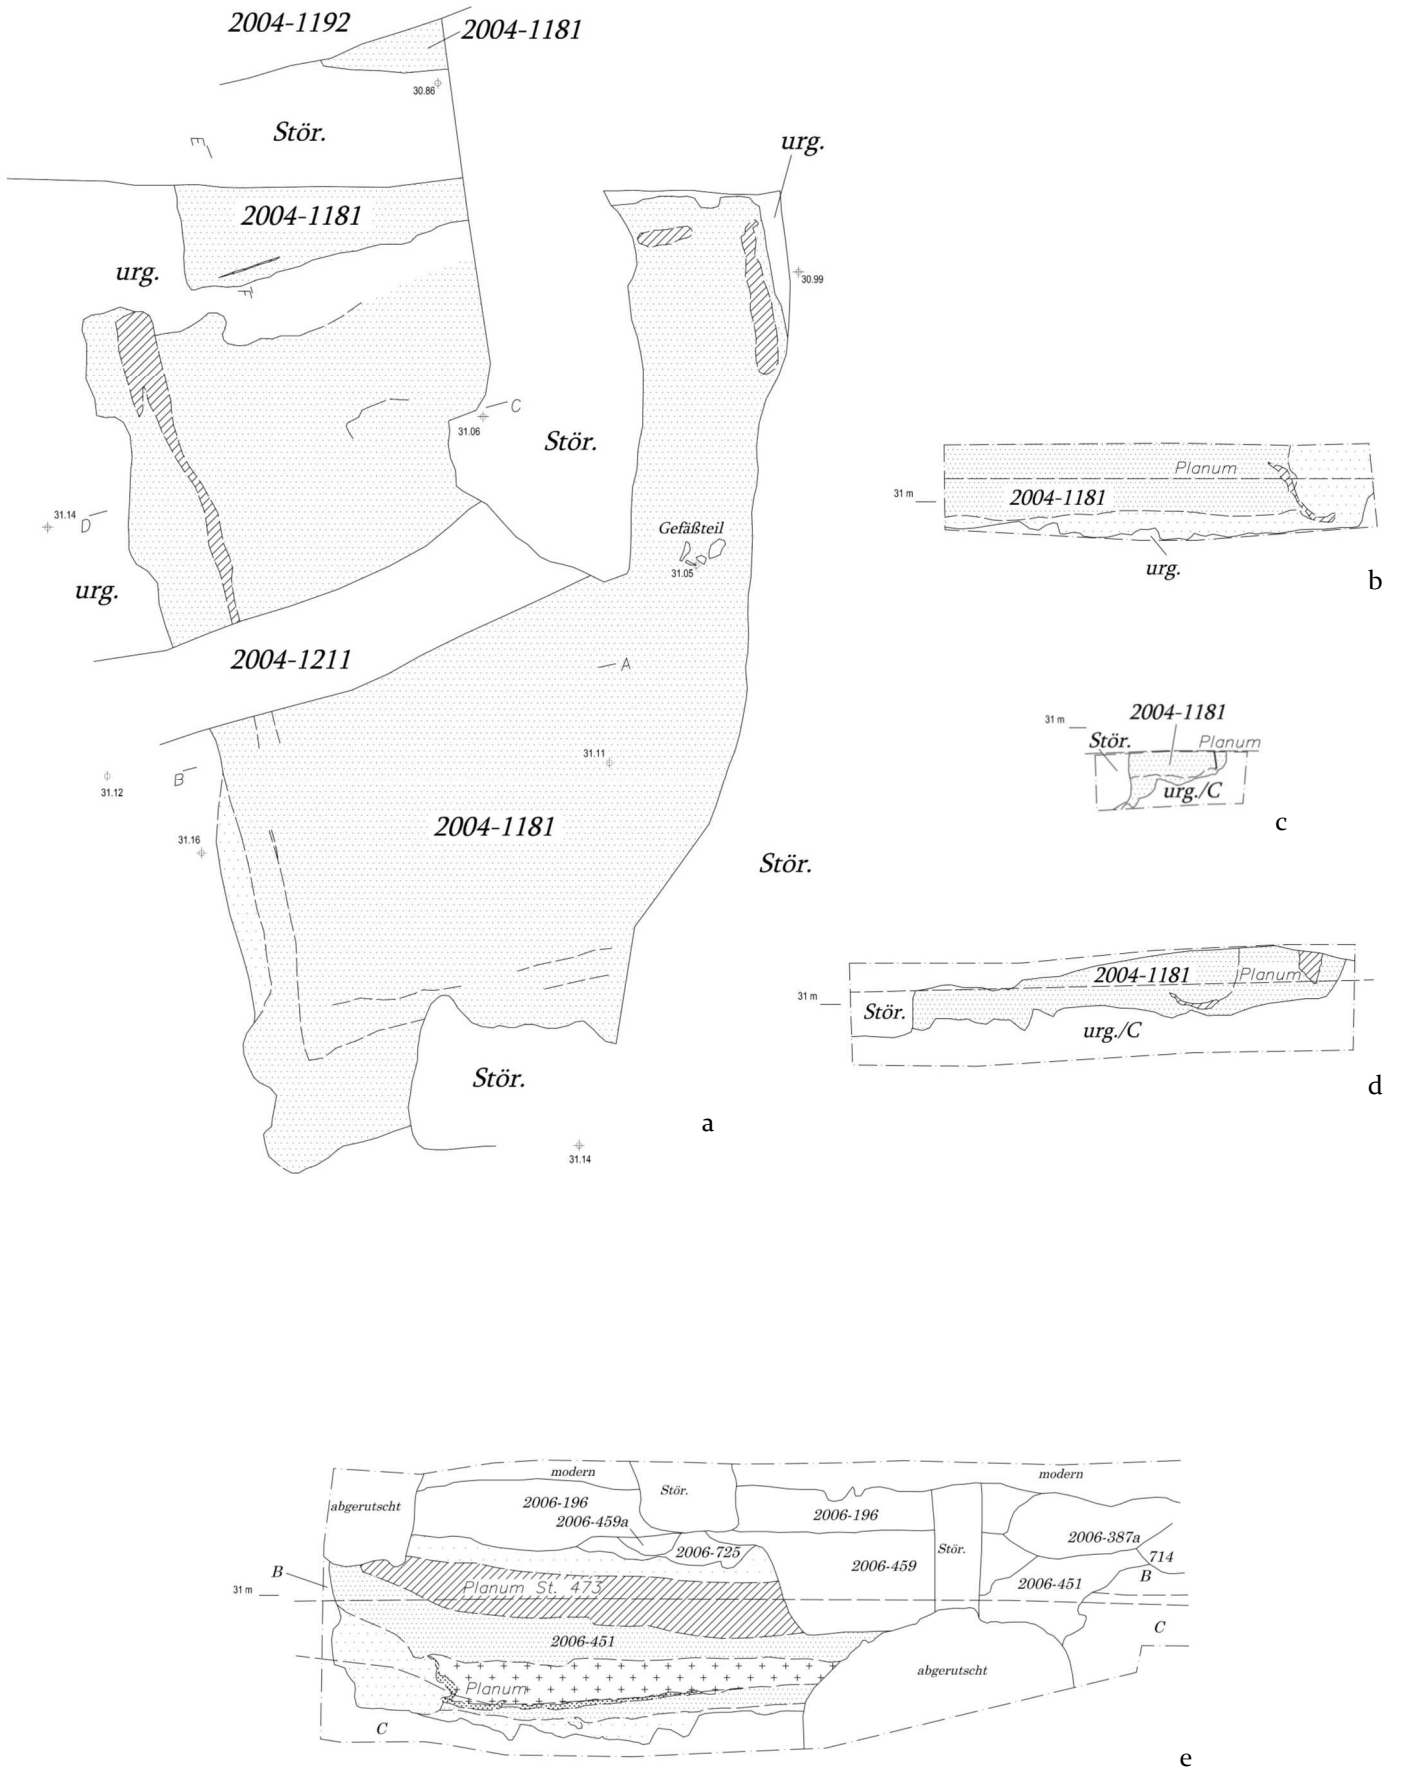 2004-1192
2004-1181
30.86
Stör.
E
urg.
2004-1181
urg.
30.99
F
C
31.06
Stör.
31.14
D
Gefäßteil
31.05
urg.
2004-1211
A
31.11
B
31.12
31.16
2004-1181
Stör.
Stör.
a
31.14
Planum
31 m
2004-1181
urg.
b
2004-1181
31 m
Stör.
Planum
urg./C
c
2004-1181
Planum
31 m
Stör.
urg./C
d
modern
modern
abgerutscht
Stör.
2006-196
2006-459a
2006-196
2006-387a
2006-725
Stör.
714
2006-459
B
B
2006-451
31 m
Planum St. 473
C
2006-451
abgerutscht
Planum
C
e